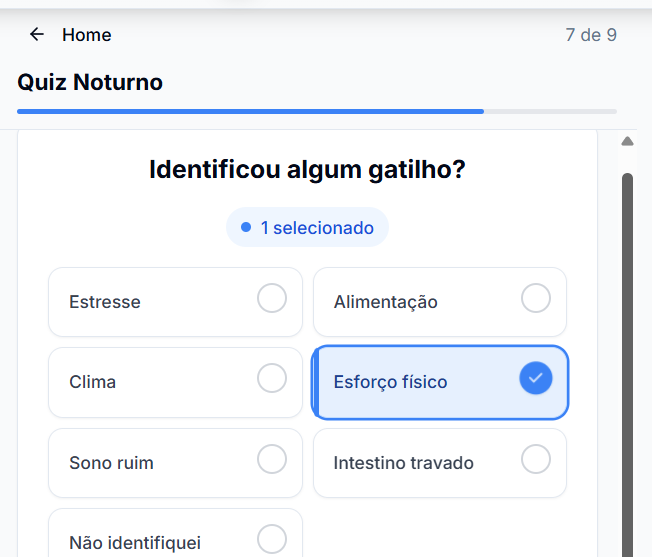 Home
7 de 9
Quiz Noturno
Identificou algum gatilho?
1 selecionado
Estresse
Alimentação
Clima
Esforço físico
Sono ruim
Intestino travado
Não identifiquei